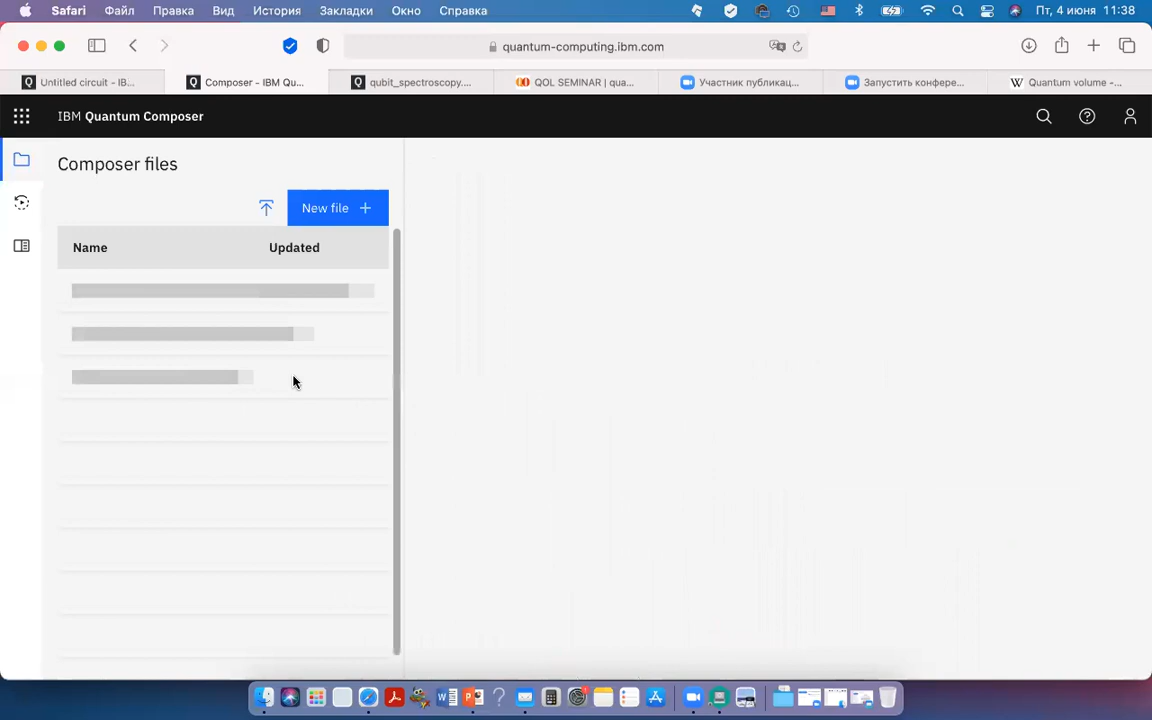 Safari Файл Правка Вид История Закладки Окно Справка Пт, 4 июня 11:38
quantum-computing.ibm.com
Untitled circuit - IB... Composer - IBM Qu... qubit_spectroscopy.... QOL SEMINAR | qua... Участник публикац... Запустить конфере... Quantum volume -...
IBM Quantum Composer
Composer files
New file +
Name Updated